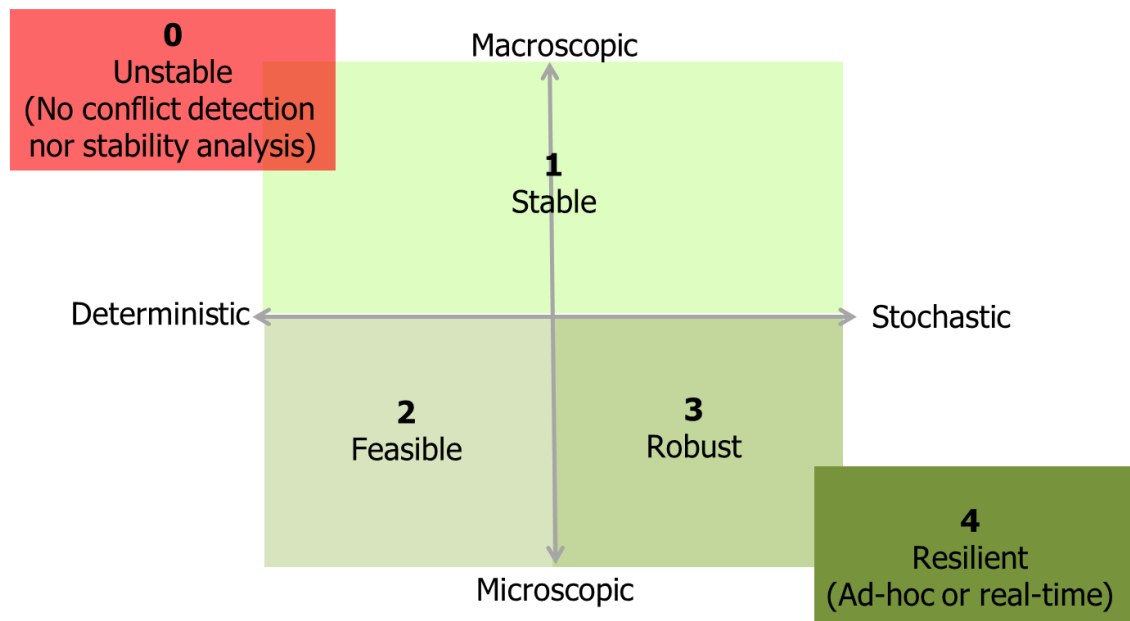 0
Unstable
(No conflict detection
nor stability analysis)
Macroscopic
1
Stable
Deterministic
Stochastic
2
Feasible
3
Robust
4
Resilient
(Ad-hoc or real-time)
Microscopic